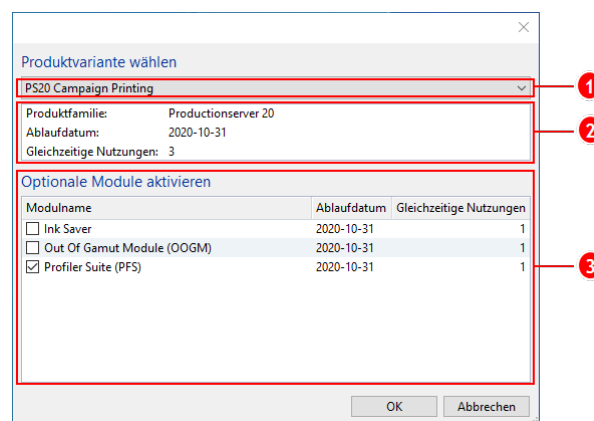 Produktvariante wählen
PS20 Campaign Printing
1
Produktfamilie: Productionserver 20
Ablaufdatum: 2020-10-31
2
Gleichzeitige Nutzungen: 3
Optionale Module aktivieren
Modulname Ablaufdatum Gleichzeitige Nutzungen
Ink Saver 2020-10-31 1
Out Of Gamut Module (OOGM) 2020-10-31 1
Profiler Suite (PFS) 2020-10-31 1
3
OK Abbrechen